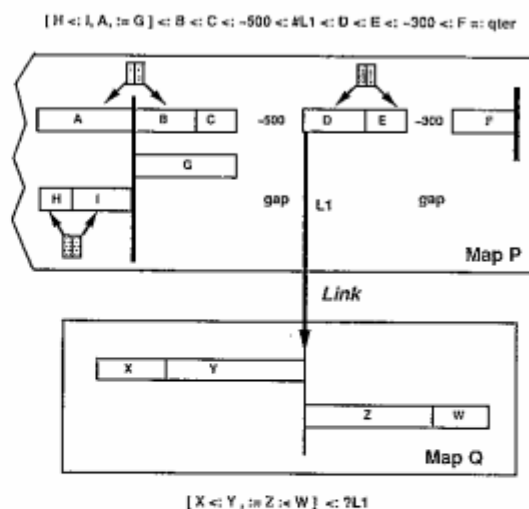 [ H <: I, A, := G ] <: B <: C <: ~500 <: #L1 <: D <: E <: ~300 <: F =: qter
A B C ~500 D E ~300 F
G
gap L1 gap
H I
Map P
Link
X Y
Z W
Map Q
[ X <: Y , := Z :< W ] <: ?L1